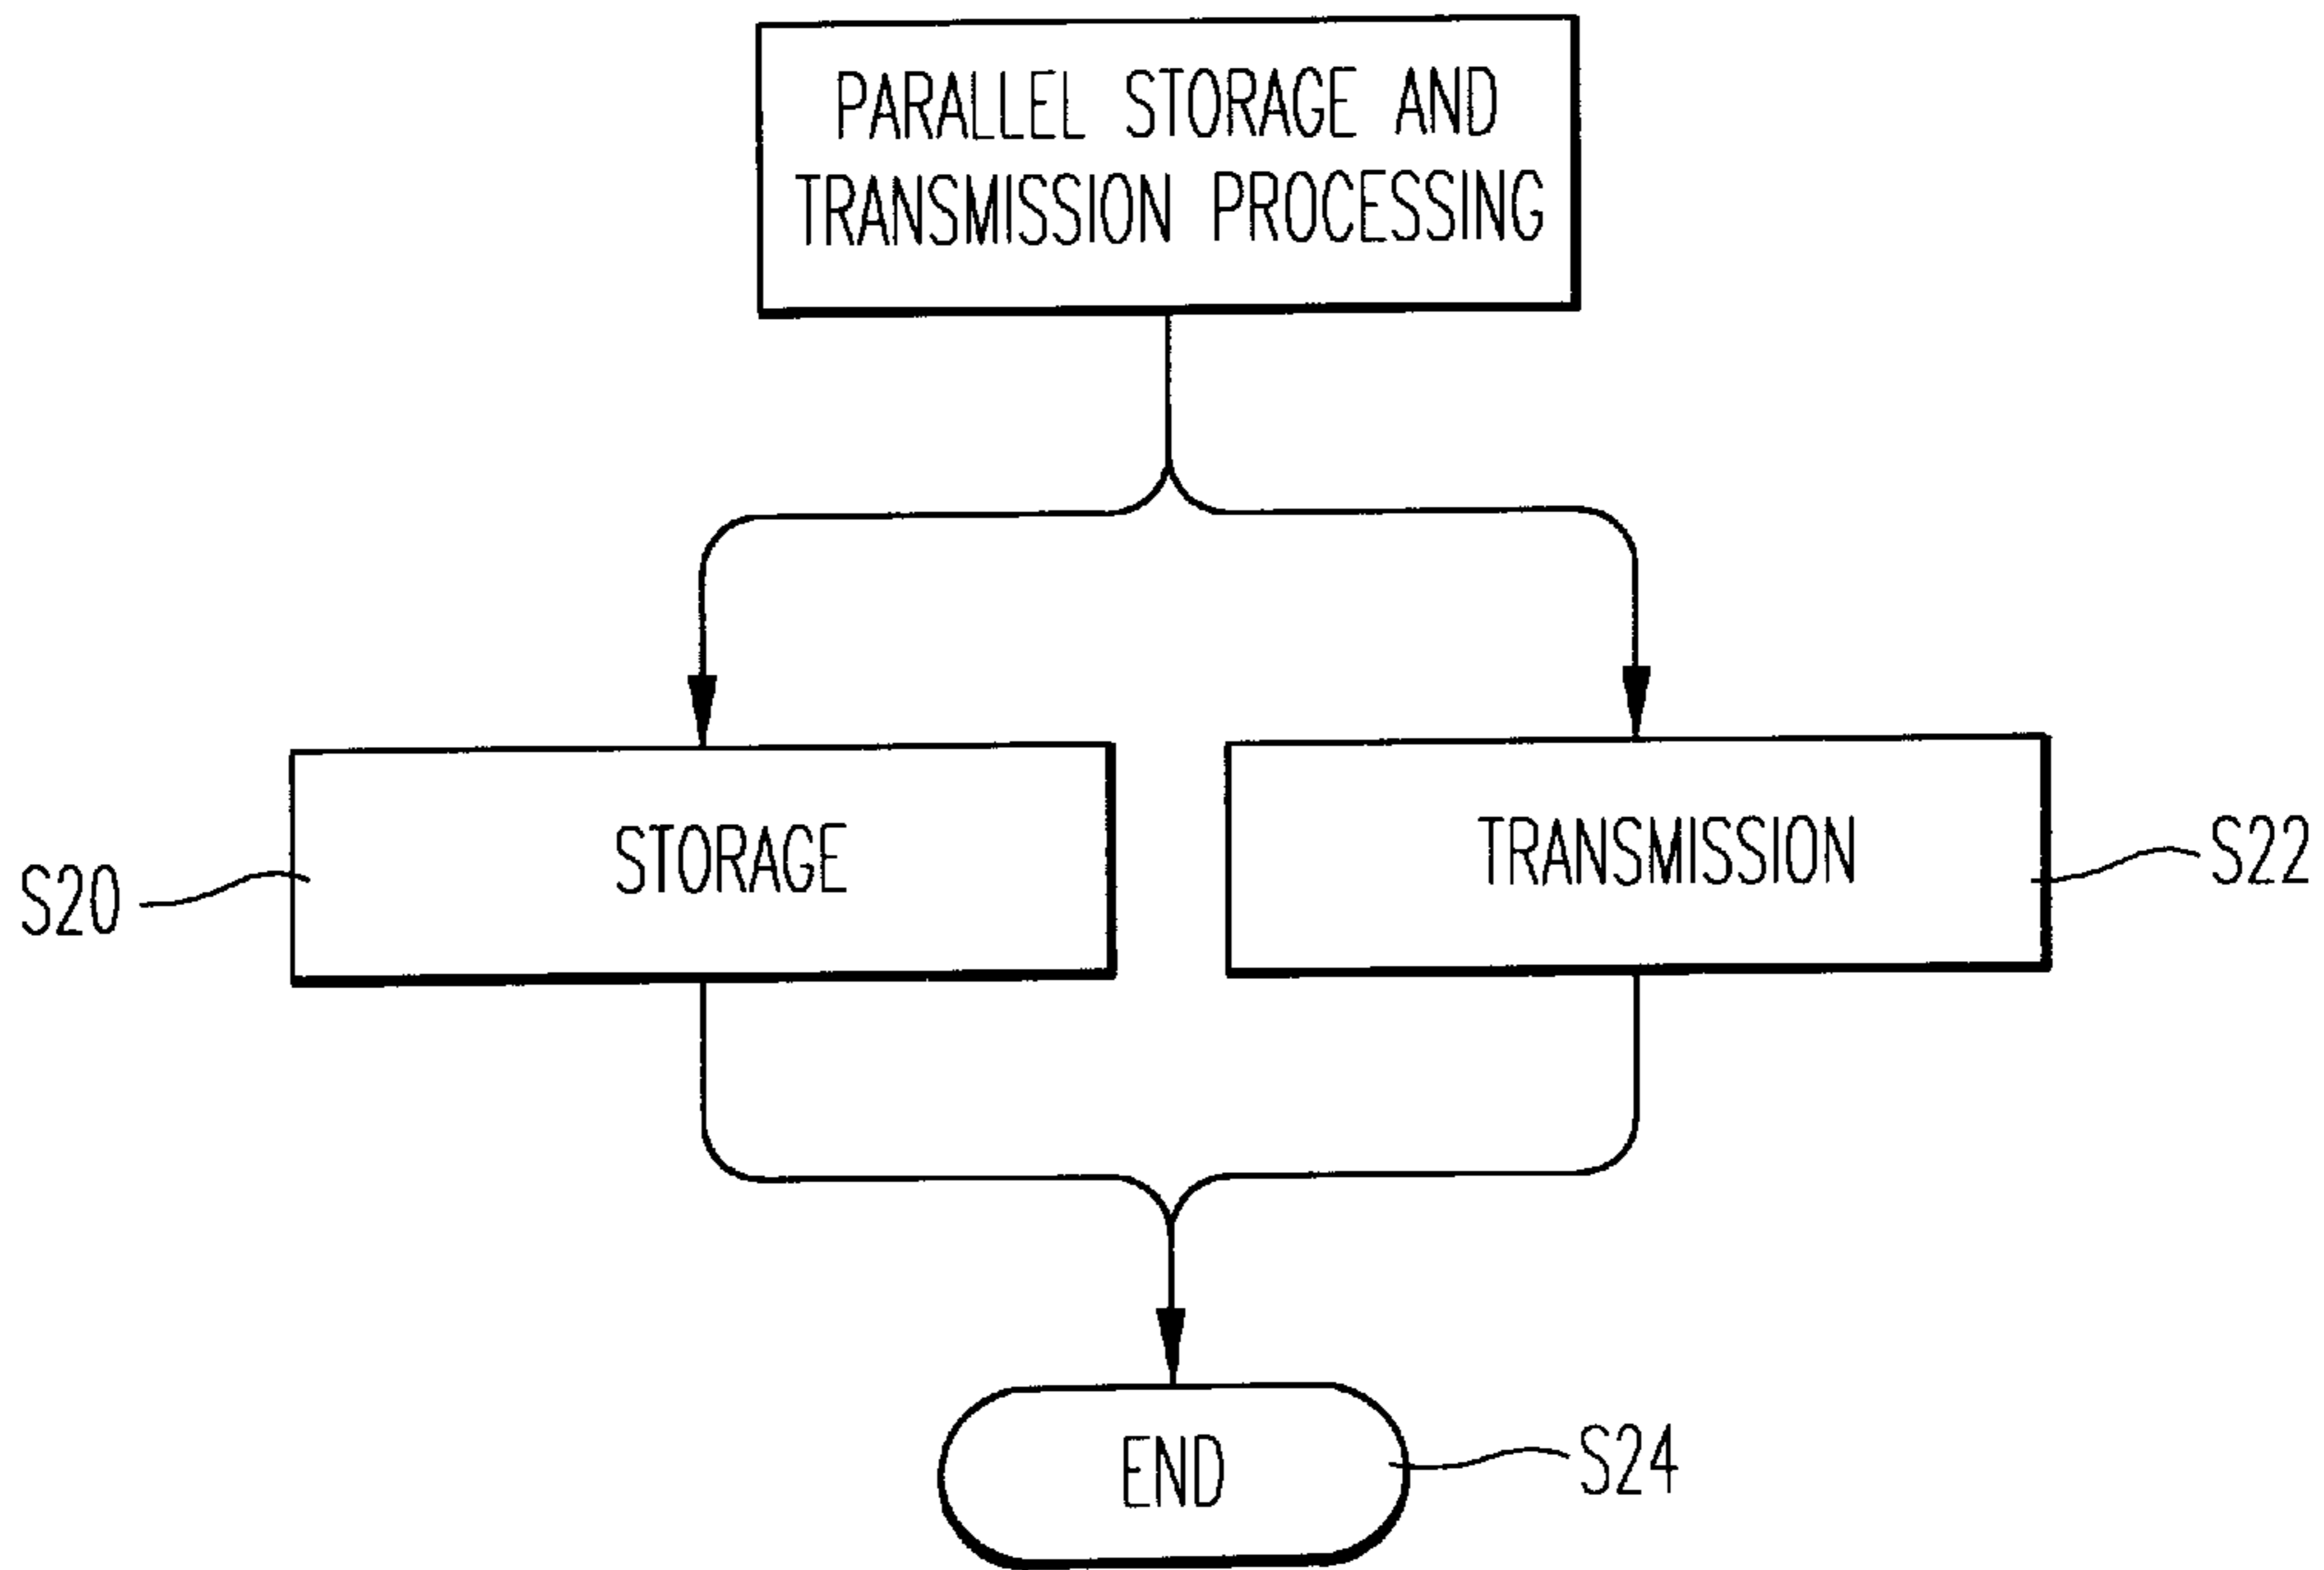 PARALLEL STORAGE AND
TRANSMISSION PROCESSING
STORAGE
TRANSMISSION
S20
S22
END
S24